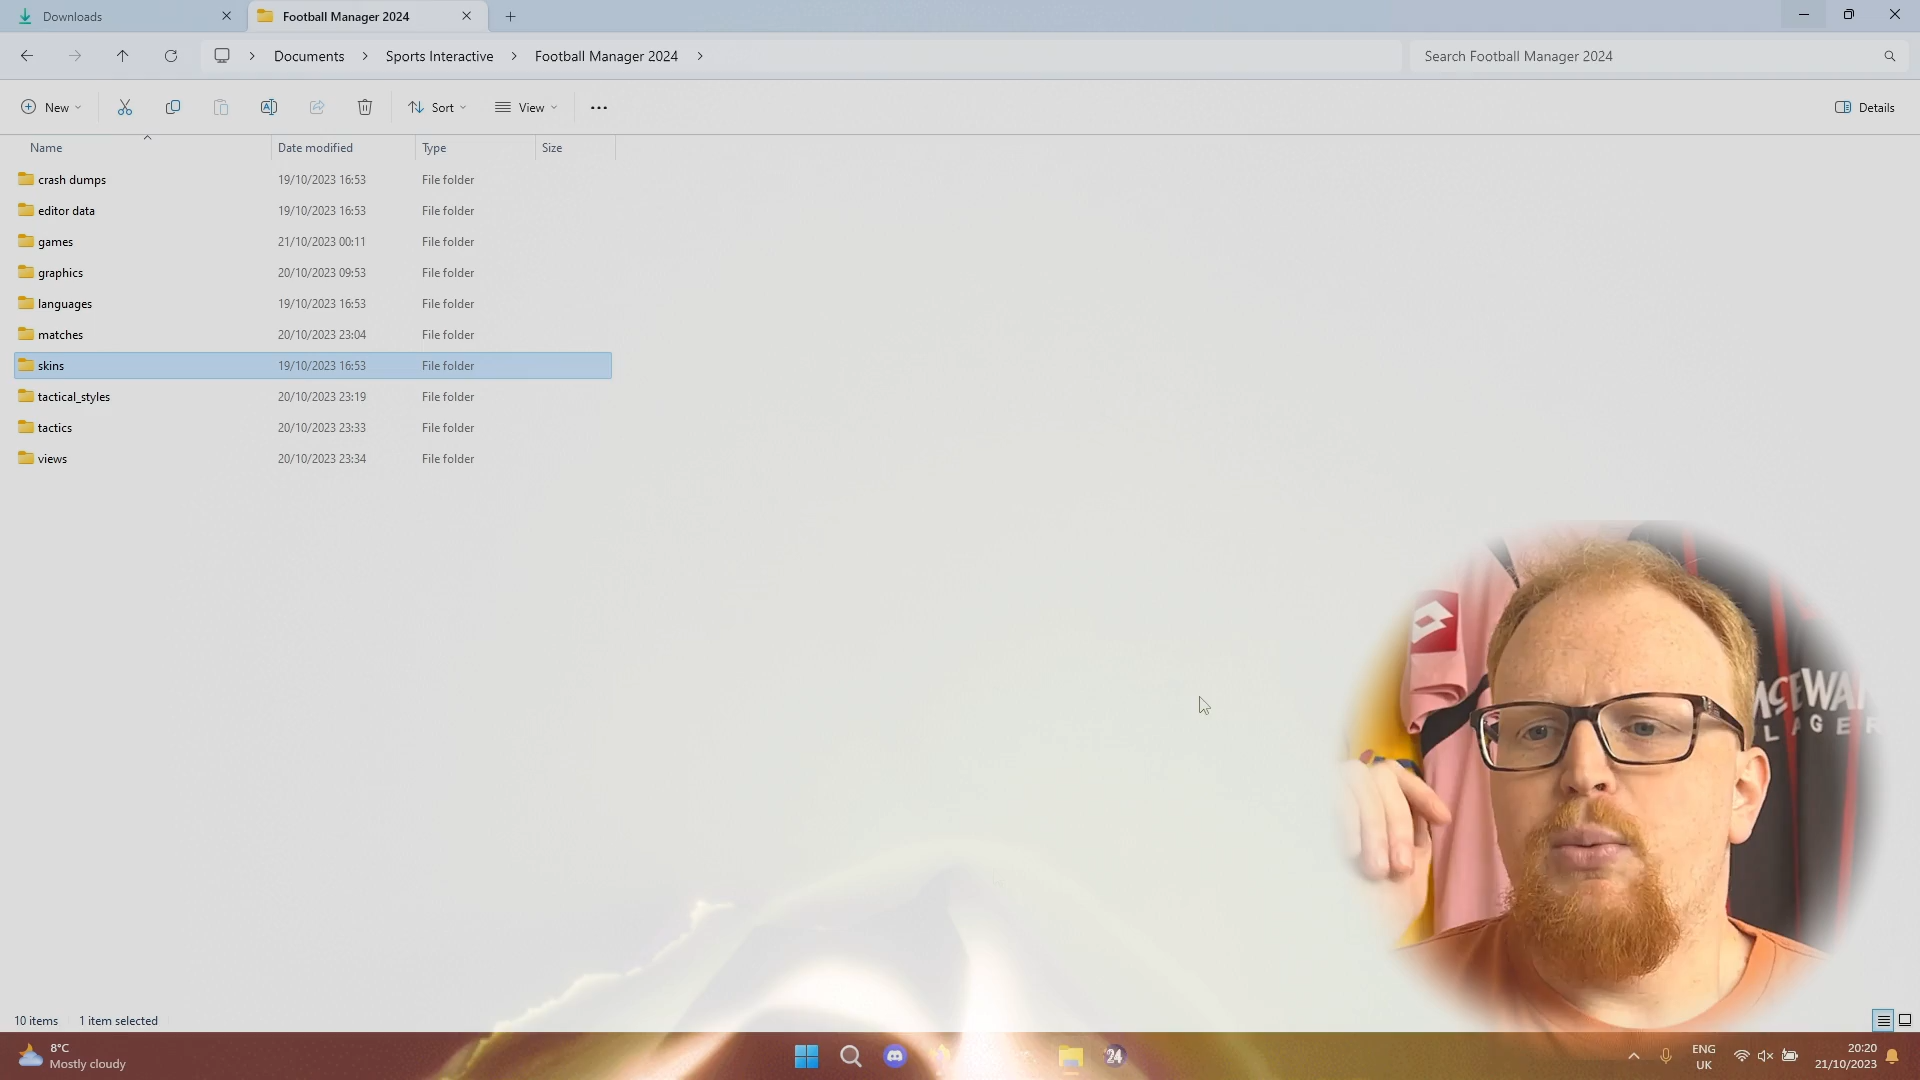 Downloads
Football Manager 2024
Documents
Sports Interactive
Football Manager 2024
Search Football Manager 2024
New
Sort
View
Details
Name Date modified Type Size
crash dumps 19/10/2023 16:53 File folder
editor data 19/10/2023 16:53 File folder
games 21/10/2023 00:11 File folder
graphics 20/10/2023 09:53 File folder
languages 19/10/2023 16:53 File folder
matches 20/10/2023 23:04 File folder
skins 19/10/2023 16:53 File folder
tactical_styles 20/10/2023 23:19 File folder
tactics 20/10/2023 23:33 File folder
views 20/10/2023 23:34 File folder
LAGER
10 items 1 item selected
8°C
Mostly cloudy
24
ENG
UK
20:20
21/10/2023